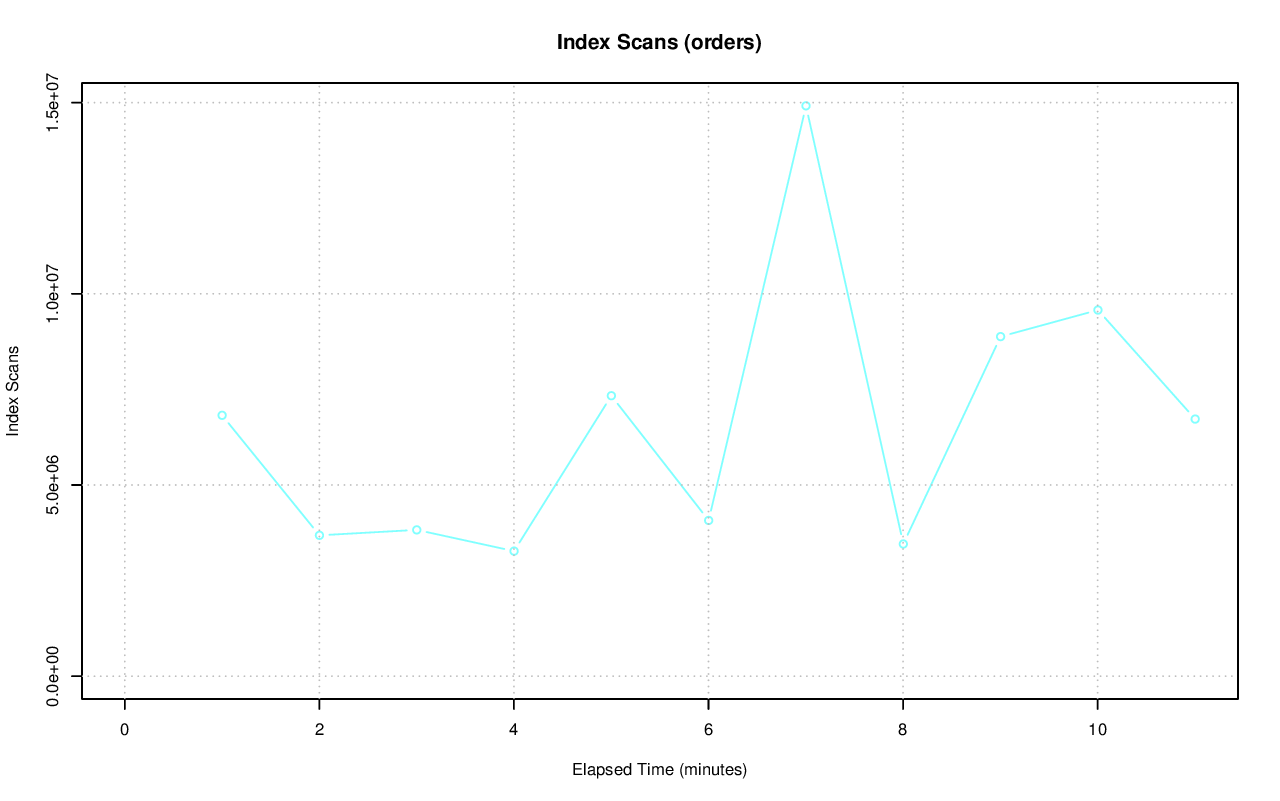 Index Scans (orders)
1.5e+07
1.0e+07
5.0e+06
0.0e+00
Index Scans
0 2 4 6 8 10
Elapsed Time (minutes)